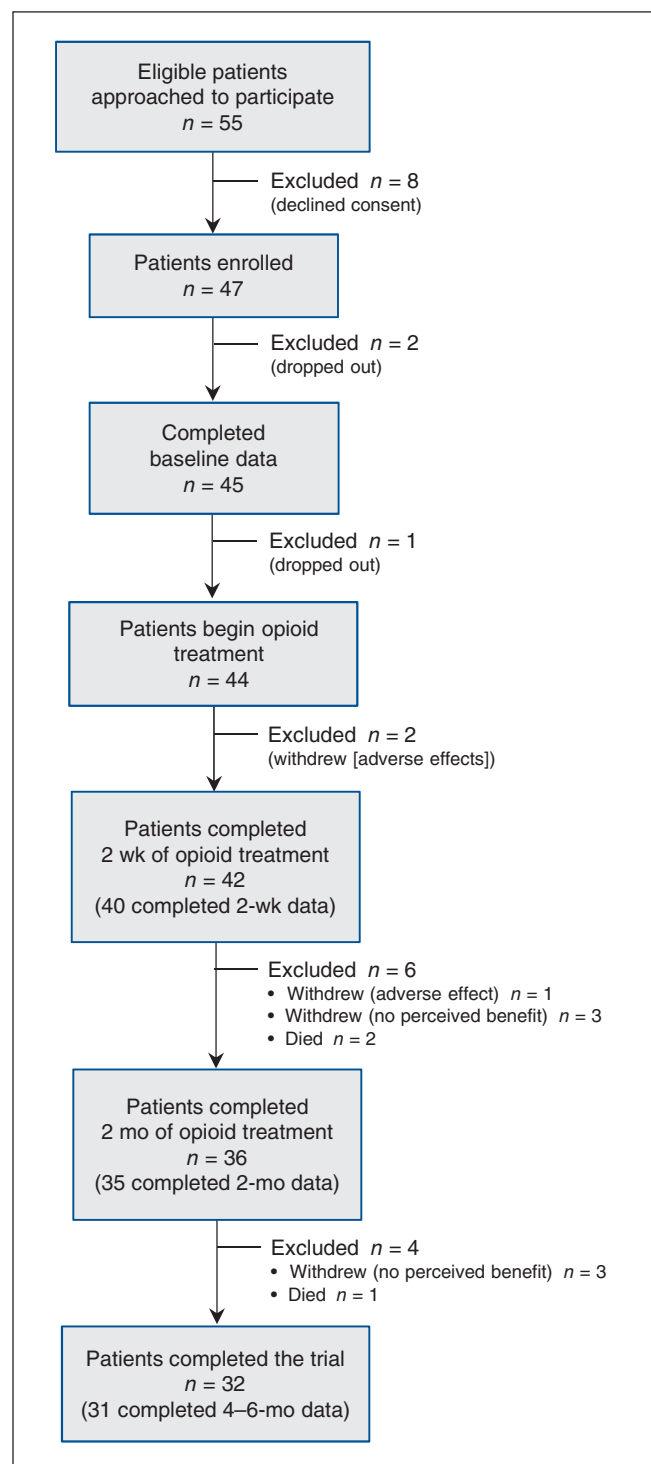 Eligible patients
approached to participate
n = 55
Excluded n = 8
(declined consent)
Patients enrolled
n = 47
Excluded n = 2
(dropped out)
Completed
baseline data
n = 45
Excluded n = 1
(dropped out)
Patients begin opioid
treatment
n = 44
Excluded n = 2
(withdrew [adverse effects])
Patients completed
2 wk of opioid treatment
n = 42
(40 completed 2-wk data)
Excluded n = 6
• Withdrew (adverse effect) n = 1
• Withdrew (no perceived benefit) n = 3
• Died n = 2
Patients completed
2 mo of opioid treatment
n = 36
(35 completed 2-mo data)
Excluded n = 4
• Withdrew (no perceived benefit) n = 3
• Died n = 1
Patients completed the trial
n = 32
(31 completed 4–6-mo data)